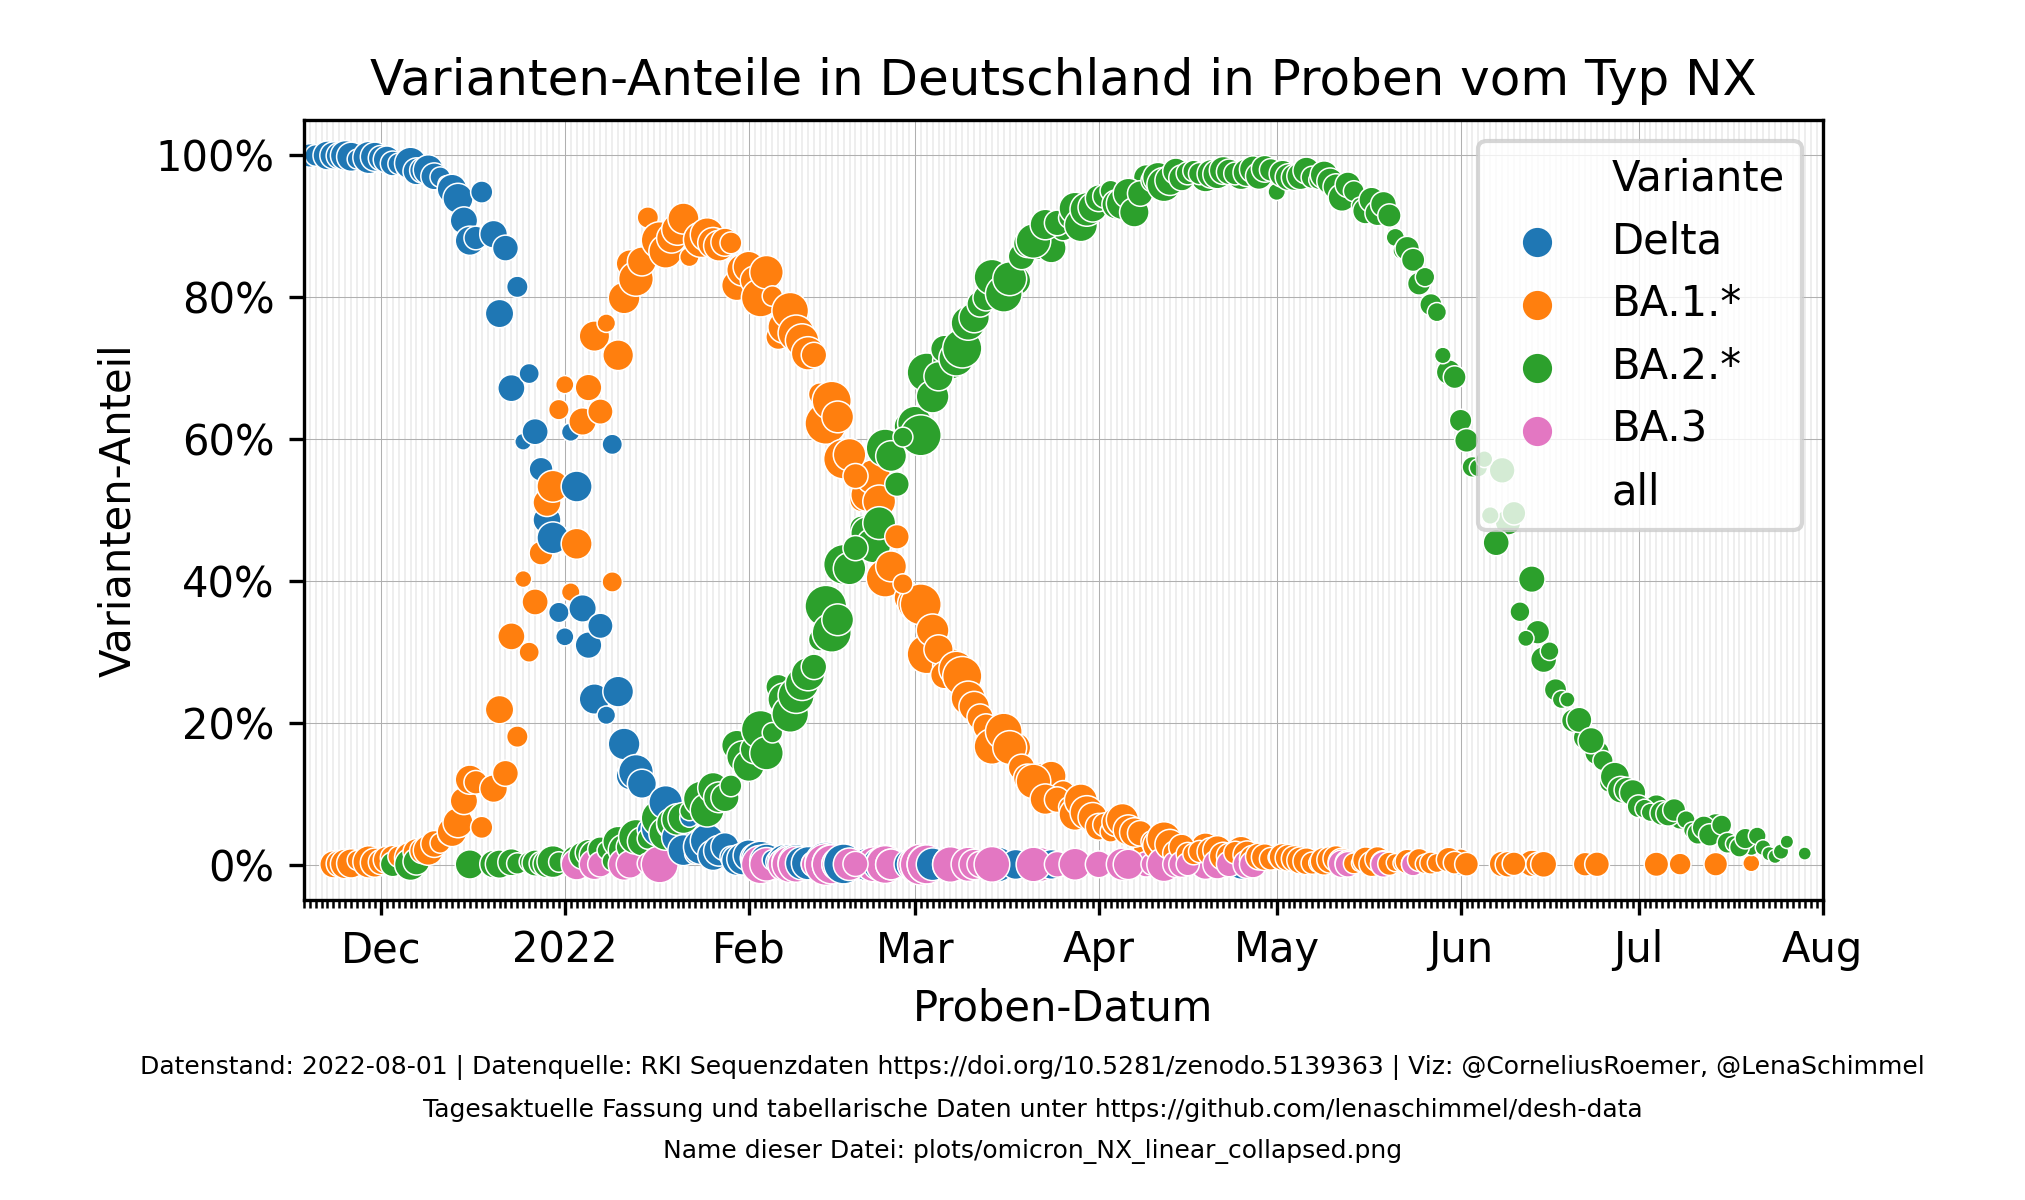 Varianten-Anteile in Deutschland in Proben vom Typ NX
100%
80%
60%
40%
20%
0%
Varianten-Anteil
Variante
Delta
BA.1.*
BA.2.*
BA.3
all
Dec 2022 Feb Mar Apr May Jun Jul Aug
Proben-Datum
Datenstand: 2022-08-01 | Datenquelle: RKI Sequenzdaten https://doi.org/10.5281/zenodo.5139363 | Viz: @CorneliusRoemer, @LenaSchimmel
Tagesaktuelle Fassung und tabellarische Daten unter https://github.com/lenaschimmel/desh-data
Name dieser Datei: plots/omicron_NX_linear_collapsed.png